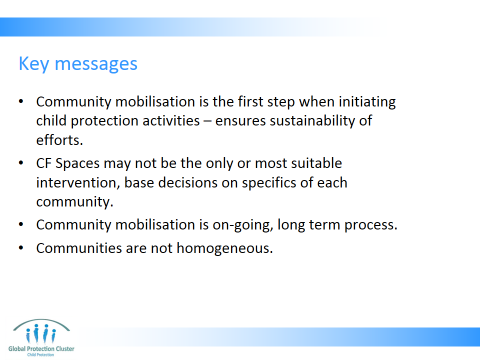 Key messages
• Community mobilisation is the first step when initiating
child protection activities – ensures sustainability of
efforts.
• CF Spaces may not be the only or most suitable
intervention, base decisions on specifics of each
community.
• Community mobilisation is on-going, long term process.
• Communities are not homogeneous.
Global Protection Cluster
Child Protection